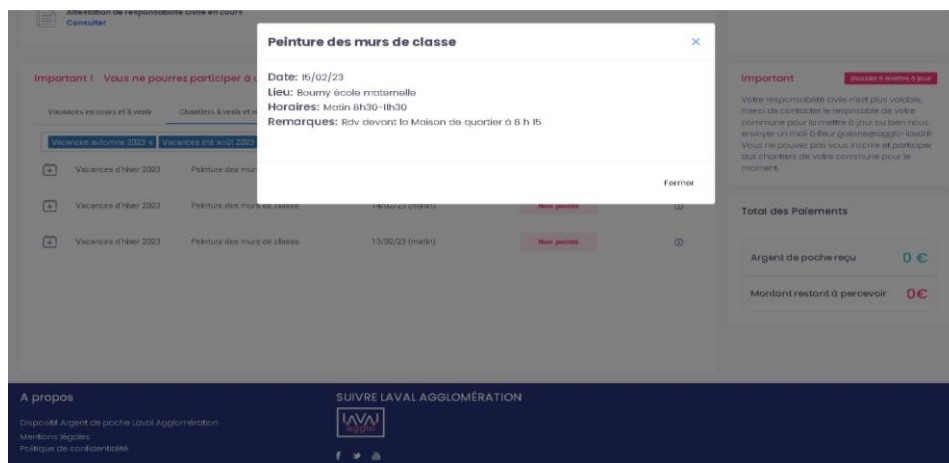 Attestation de responsabilité civile en cours
Consulter
Peinture des murs de classe
×
Date: 15/02/23
Lieu: Bourny école maternelle
Horaires: Matin 8h30-11h30
Remarques: Rdv devant la Maison de quartier à 8 h 15
Fermer
Important ! Vous ne pourrez participer à u
Vacances en cours et à venir
Chantiers à venir et p
Vacances automne 2023 x
Vacances été août 2023
Vacances d'hiver 2023
Peinture des mur
Vacances d'hiver 2023
Peinture des murs de classe
14/02/23 (matin)
Non pointé
Vacances d'hiver 2023
Peinture des murs de classe
13/02/23 (matin)
Non pointé
Important
Dossier à mettre à jour
Votre responsabilité civile n'est plus valable,
merci de contacter le responsable de votre
commune pour la mettre à jour ou bien nous
envoyer un mail à fleur.guesne@agglo-laval.fr
Vous ne pouvez pas vous inscrire et participer
aux chantiers de votre commune pour le
moment.
Total des Paiements
Argent de poche reçu
0 €
Montant restant à percevoir
0€
A propos
Dispositif Argent de poche Laval Agglomération
Mentions légales
Politique de confidentialité
SUIVRE LAVAL AGGLOMÉRATION
LAVAL
agglo